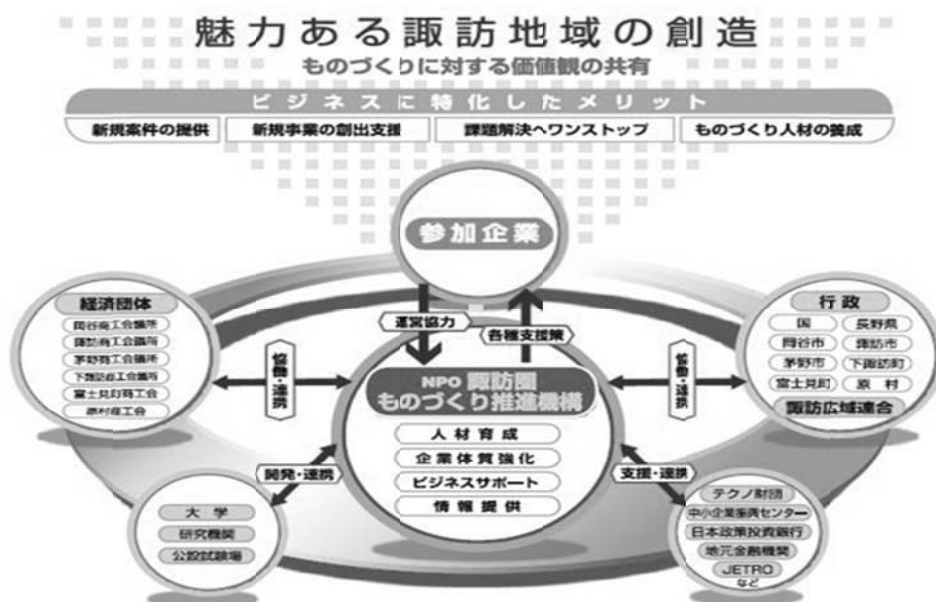 魅力ある諏訪地域の創造
ものづくりに対する価値観の共有
ビジネスに特化したメリット
新規案件の提供
新規事業の創出支援
課題解決へワンストップ
ものづくり人材の養成
参加企業
運営協力
各種支援策
経済団体
岡谷商工会議所
諏訪商工会議所
茅野商工会議所
下諏訪商工会議所
富士見町商工会
原村商工会
協働・連携
NPO 諏訪圏
ものづくり推進機構
人材育成
企業体質強化
ビジネスサポート
情報提供
協働・連携
行政
国
長野県
岡谷市
諏訪市
茅野市
下諏訪町
富士見町
原村
諏訪広域連合
開発・連携
大学
研究機関
公設試験場
支援・連携
テクノ財団
中小企業振興センター
日本政策投資銀行
地元金融機関
JETRO
など